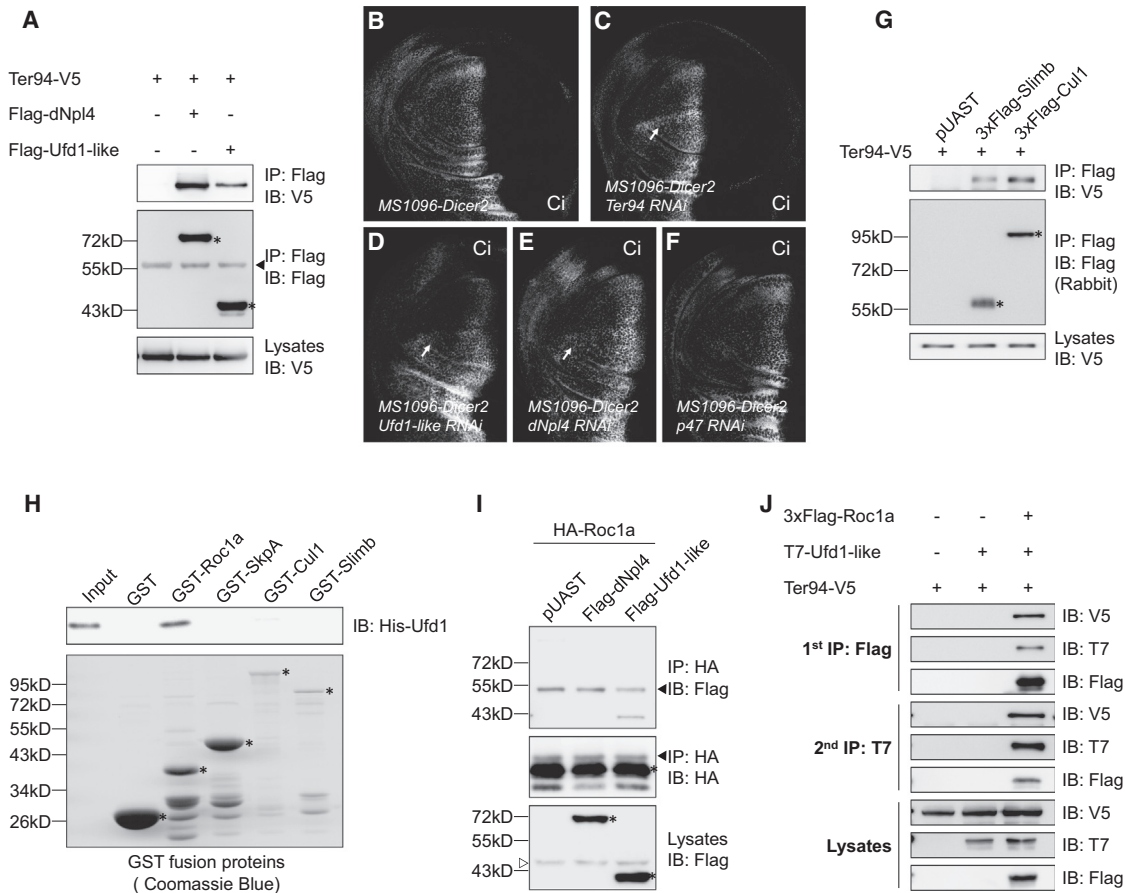 A
Ter94-V5 + + +
Flag-dNpl4 - + -
Flag-Ufd1-like - - +
IP: Flag
IB: V5
72kD
55kD
43kD
*
*
IP: Flag
IB: Flag
Lysates
IB: V5
B
MS1096-Dicer2
Ci
C
MS1096-Dicer2
Ter94 RNAi
Ci
D
Ci
MS1096-Dicer2
Ufd1-like RNAi
E
Ci
MS1096-Dicer2
dNpl4 RNAi
F
Ci
MS1096-Dicer2
p47 RNAi
G
pUAST
3xFlag-Slimb
3xFlag-Cul1
Ter94-V5 + + +
IP: Flag
IB: V5
95kD
72kD
55kD
*
*
IP: Flag
IB: Flag
(Rabbit)
Lysates
IB: V5
H
Input
GST
GST-Roc1a
GST-SkpA
GST-Cul1
GST-Slimb
IB: His-Ufd1
95kD
72kD
55kD
43kD
34kD
26kD
*
*
*
*
*
GST fusion proteins
( Coomassie Blue)
I
HA-Roc1a
pUAST
Flag-dNpl4
Flag-Ufd1-like
72kD
55kD
43kD
IP: HA
IB: Flag
IP: HA
IB: HA
*
72kD
55kD
43kD
*
*
Lysates
IB: Flag
J
3xFlag-Roc1a - - +
T7-Ufd1-like - + +
Ter94-V5 + + +
1st IP: Flag
IB: V5
IB: T7
IB: Flag
2nd IP: T7
IB: V5
IB: T7
IB: Flag
Lysates
IB: V5
IB: T7
IB: Flag